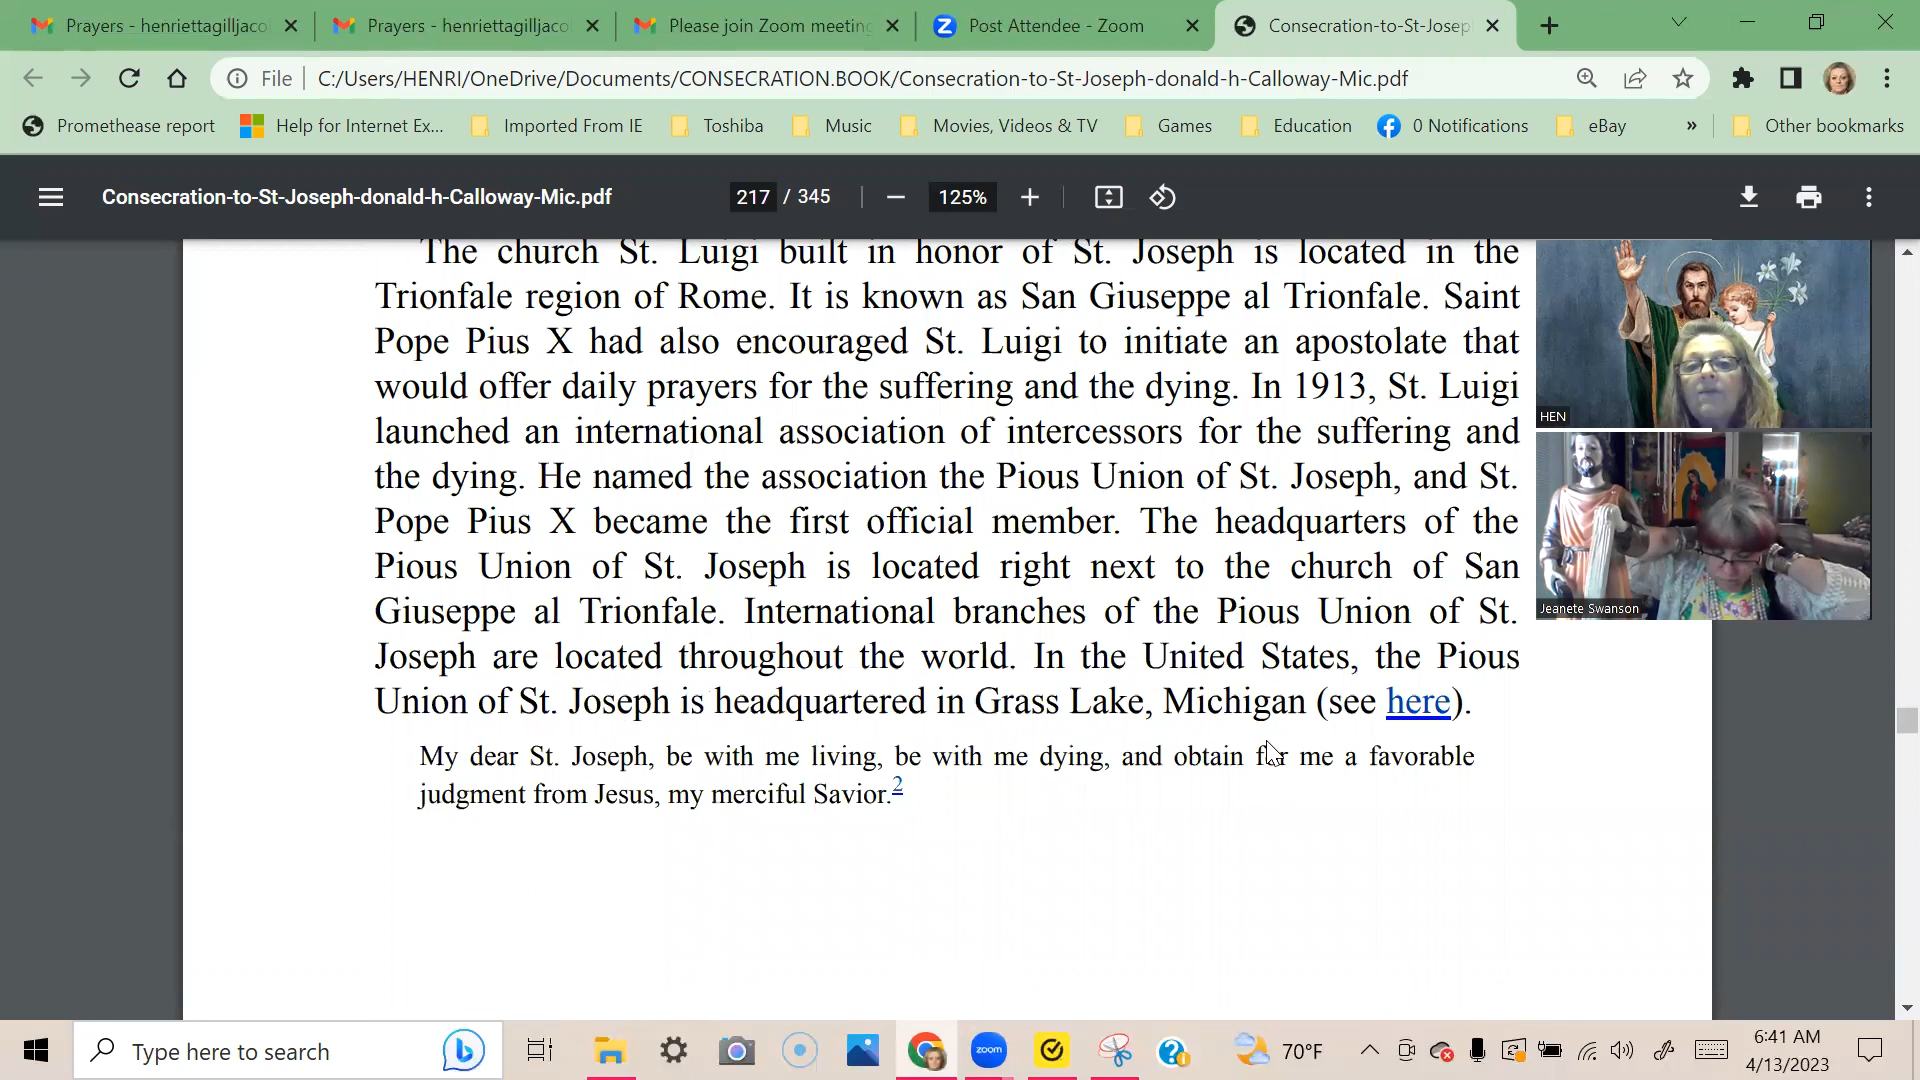 Prayers - henriettagilljaco
Prayers - henriettagilljaco
Please join Zoom meeting
Post Attendee - Zoom
Consecration-to-St-Josep
File
C:/Users/HENRI/OneDrive/Documents/CONSECRATION.BOOK/Consecration-to-St-Joseph-donald-h-Calloway-Mic.pdf
Promethease report
Help for Internet Ex...
Imported From IE
Toshiba
Music
Movies, Videos & TV
Games
Education
0 Notifications
eBay
»
Other bookmarks
Consecration-to-St-Joseph-donald-h-Calloway-Mic.pdf
217 / 345
125%
The church St. Luigi built in honor of St. Joseph is located in the
Trionfale region of Rome. It is known as San Giuseppe al Trionfale. Saint
Pope Pius X had also encouraged St. Luigi to initiate an apostolate that
would offer daily prayers for the suffering and the dying. In 1913, St. Luigi
launched an international association of intercessors for the suffering and
the dying. He named the association the Pious Union of St. Joseph, and St.
Pope Pius X became the first official member. The headquarters of the
Pious Union of St. Joseph is located right next to the church of San
Giuseppe al Trionfale. International branches of the Pious Union of St.
Joseph are located throughout the world. In the United States, the Pious
Union of St. Joseph is headquartered in Grass Lake, Michigan (see here).
My dear St. Joseph, be with me living, be with me dying, and obtain for me a favorable
judgment from Jesus, my merciful Savior.2
HEN
Jeanete Swanson
Type here to search
zoom
70°F
6:41 AM
4/13/2023